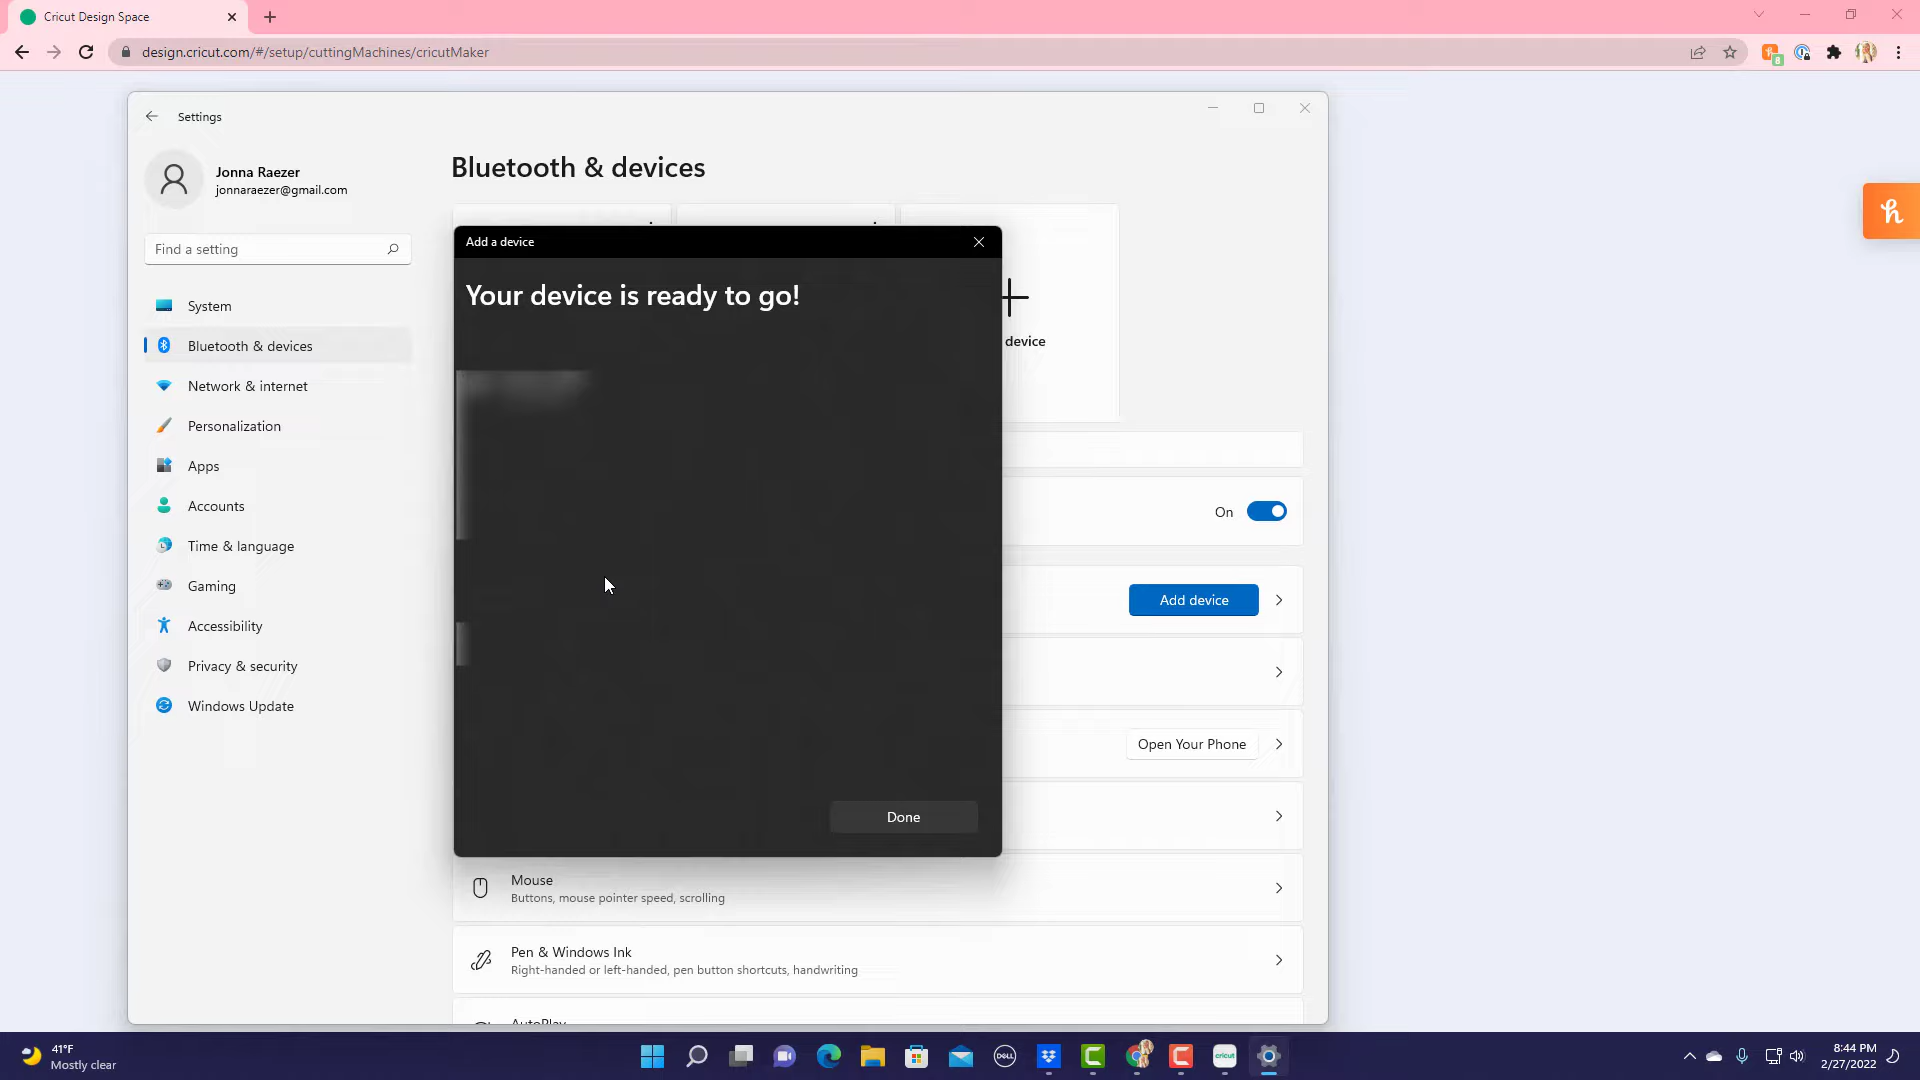 Cricut Design Space
design.cricut.com/#/setup/cuttingMachines/cricutMaker
8
Settings
Jonna Raezer
jonnaraezer@gmail.com
Find a setting
System
Bluetooth & devices
Network & internet
Personalization
Apps
Accounts
Time & language
Gaming
Accessibility
Privacy & security
Windows Update
Bluetooth & devices
Add a device
Your device is ready to go!
Done
device
On
Add device
Open Your Phone
Mouse
Buttons, mouse pointer speed, scrolling
Pen & Windows Ink
Right-handed or left-handed, pen button shortcuts, handwriting
AutoPlay
41°F
Mostly clear
DELL
cricut
8:44 PM
2/27/2022